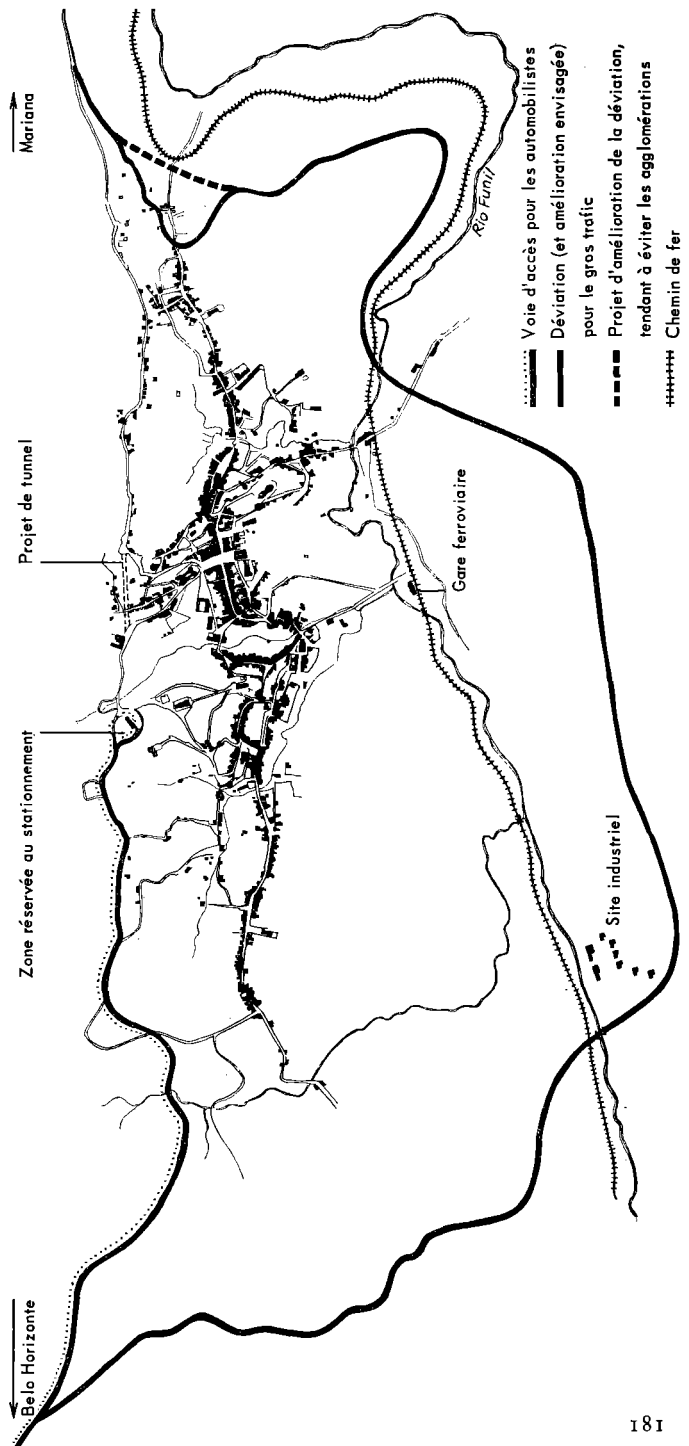 Belo Horizonte
Zone réservée au stationnement
Projet de tunnel
Mariana
Rio Funil
Gare ferroviaire
Site industriel
Voie d'accès pour les automobilistes
Déviation (et amélioration envisagée)
pour le gros trafic
Projet d'amélioration de la déviation,
tendant à éviter les agglomérations
Chemin de fer
181